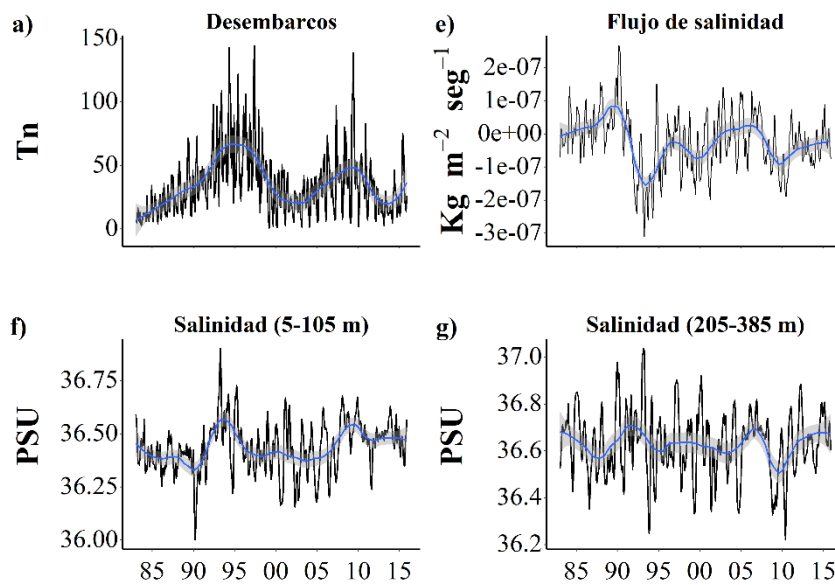 a)
Desembarcos
Tn
150
100
50
0
e)
Flujo de salinidad
Kg m⁻² seg⁻¹
2e-07
1e-07
0e+00
-1e-07
-2e-07
-3e-07
f)
Salinidad (5-105 m)
PSU
36.75
36.50
36.25
36.00
85 90 95 00 05 10 15
g)
Salinidad (205-385 m)
PSU
37.0
36.8
36.6
36.4
36.2
85 90 95 00 05 10 15